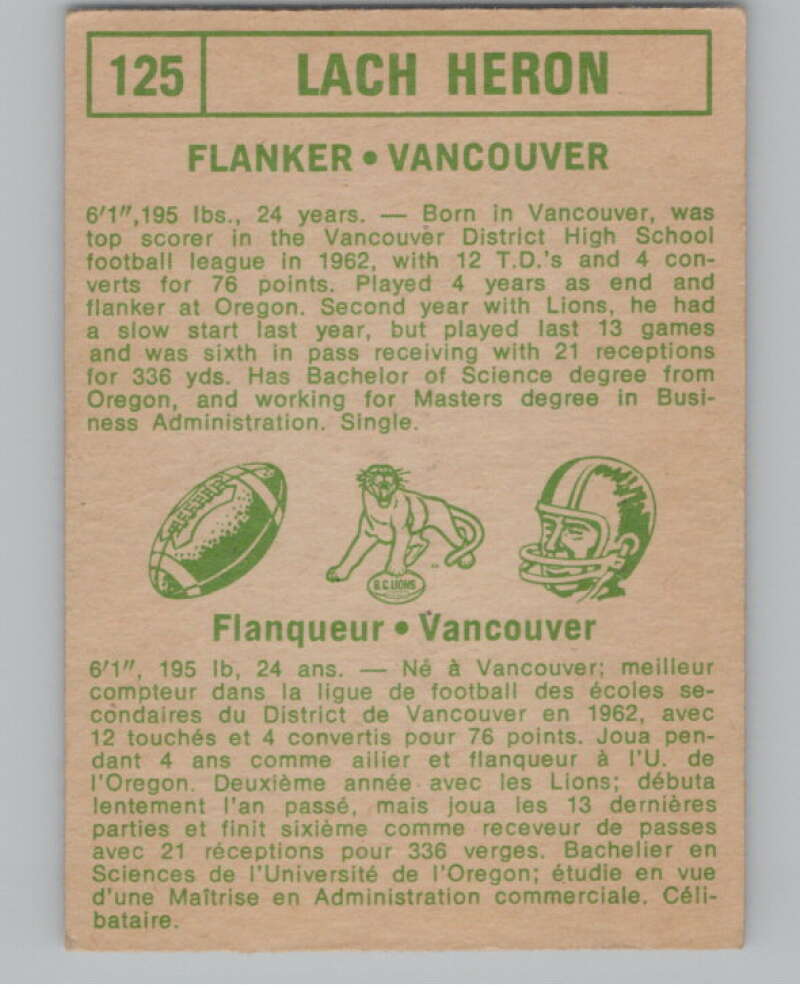 125 LACH HERON
FLANKER • VANCOUVER
6'1",195 lbs., 24 years. — Born in Vancouver, was
top scorer in the Vancouver District High School
football league in 1962, with 12 T.D.'s and 4 con-
verts for 76 points. Played 4 years as end and
flanker at Oregon. Second year with Lions, he had
a slow start last year, but played last 13 games
and was sixth in pass receiving with 21 receptions
for 336 yds. Has Bachelor of Science degree from
Oregon, and working for Masters degree in Busi-
ness Administration. Single.
B.C. LIONS
Flanqueur • Vancouver
6'1", 195 lb, 24 ans. — Né à Vancouver; meilleur
compteur dans la ligue de football des écoles se-
condaires du District de Vancouver en 1962, avec
12 touchés et 4 convertis pour 76 points. Joua pen-
dant 4 ans comme ailier et flanqueur à l'U. de
l'Oregon. Deuxième année avec les Lions; débuta
lentement l'an passé, mais joua les 13 dernières
parties et finit sixième comme receveur de passes
avec 21 réceptions pour 336 verges. Bachelier en
Sciences de l'Université de l'Oregon; étudie en vue
d'une Maîtrise en Administration commerciale. Céli-
bataire.